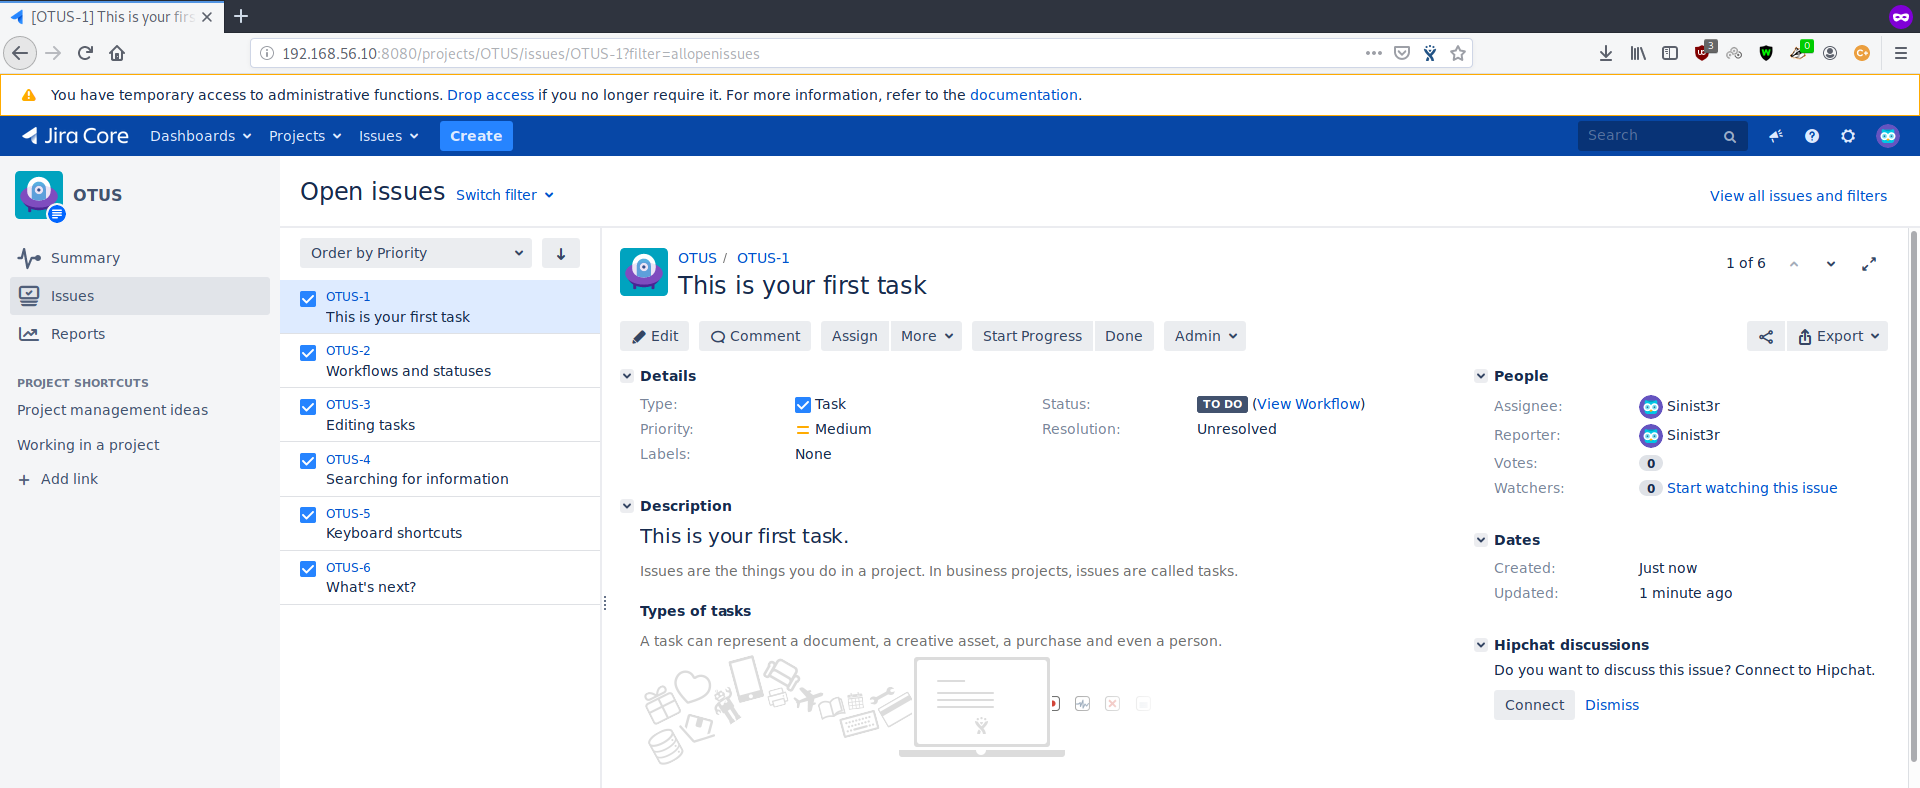 [OTUS-1] This is your firs
192.168.56.10:8080/projects/OTUS/issues/OTUS-1?filter=allopenissues
3
0
You have temporary access to administrative functions. Drop access if you no longer require it. For more information, refer to the documentation.
Jira Core
Dashboards
Projects
Issues
Create
Search
OTUS
Summary
Issues
Reports
PROJECT SHORTCUTS
Project management ideas
Working in a project
+ Add link
Open issues
Switch filter
View all issues and filters
Order by Priority
OTUS-1
This is your first task
OTUS-2
Workflows and statuses
OTUS-3
Editing tasks
OTUS-4
Searching for information
OTUS-5
Keyboard shortcuts
OTUS-6
What's next?
OTUS / OTUS-1
This is your first task
1 of 6
Edit
Comment
Assign
More
Start Progress
Done
Admin
Export
Details
Type: Task
Priority: Medium
Labels: None
Status: TO DO (View Workflow)
Resolution: Unresolved
Description
This is your first task.
Issues are the things you do in a project. In business projects, issues are called tasks.
Types of tasks
A task can represent a document, a creative asset, a purchase and even a person.
People
Assignee: Sinist3r
Reporter: Sinist3r
Votes: 0
Watchers: 0 Start watching this issue
Dates
Created: Just now
Updated: 1 minute ago
Hipchat discussions
Do you want to discuss this issue? Connect to Hipchat.
Connect
Dismiss